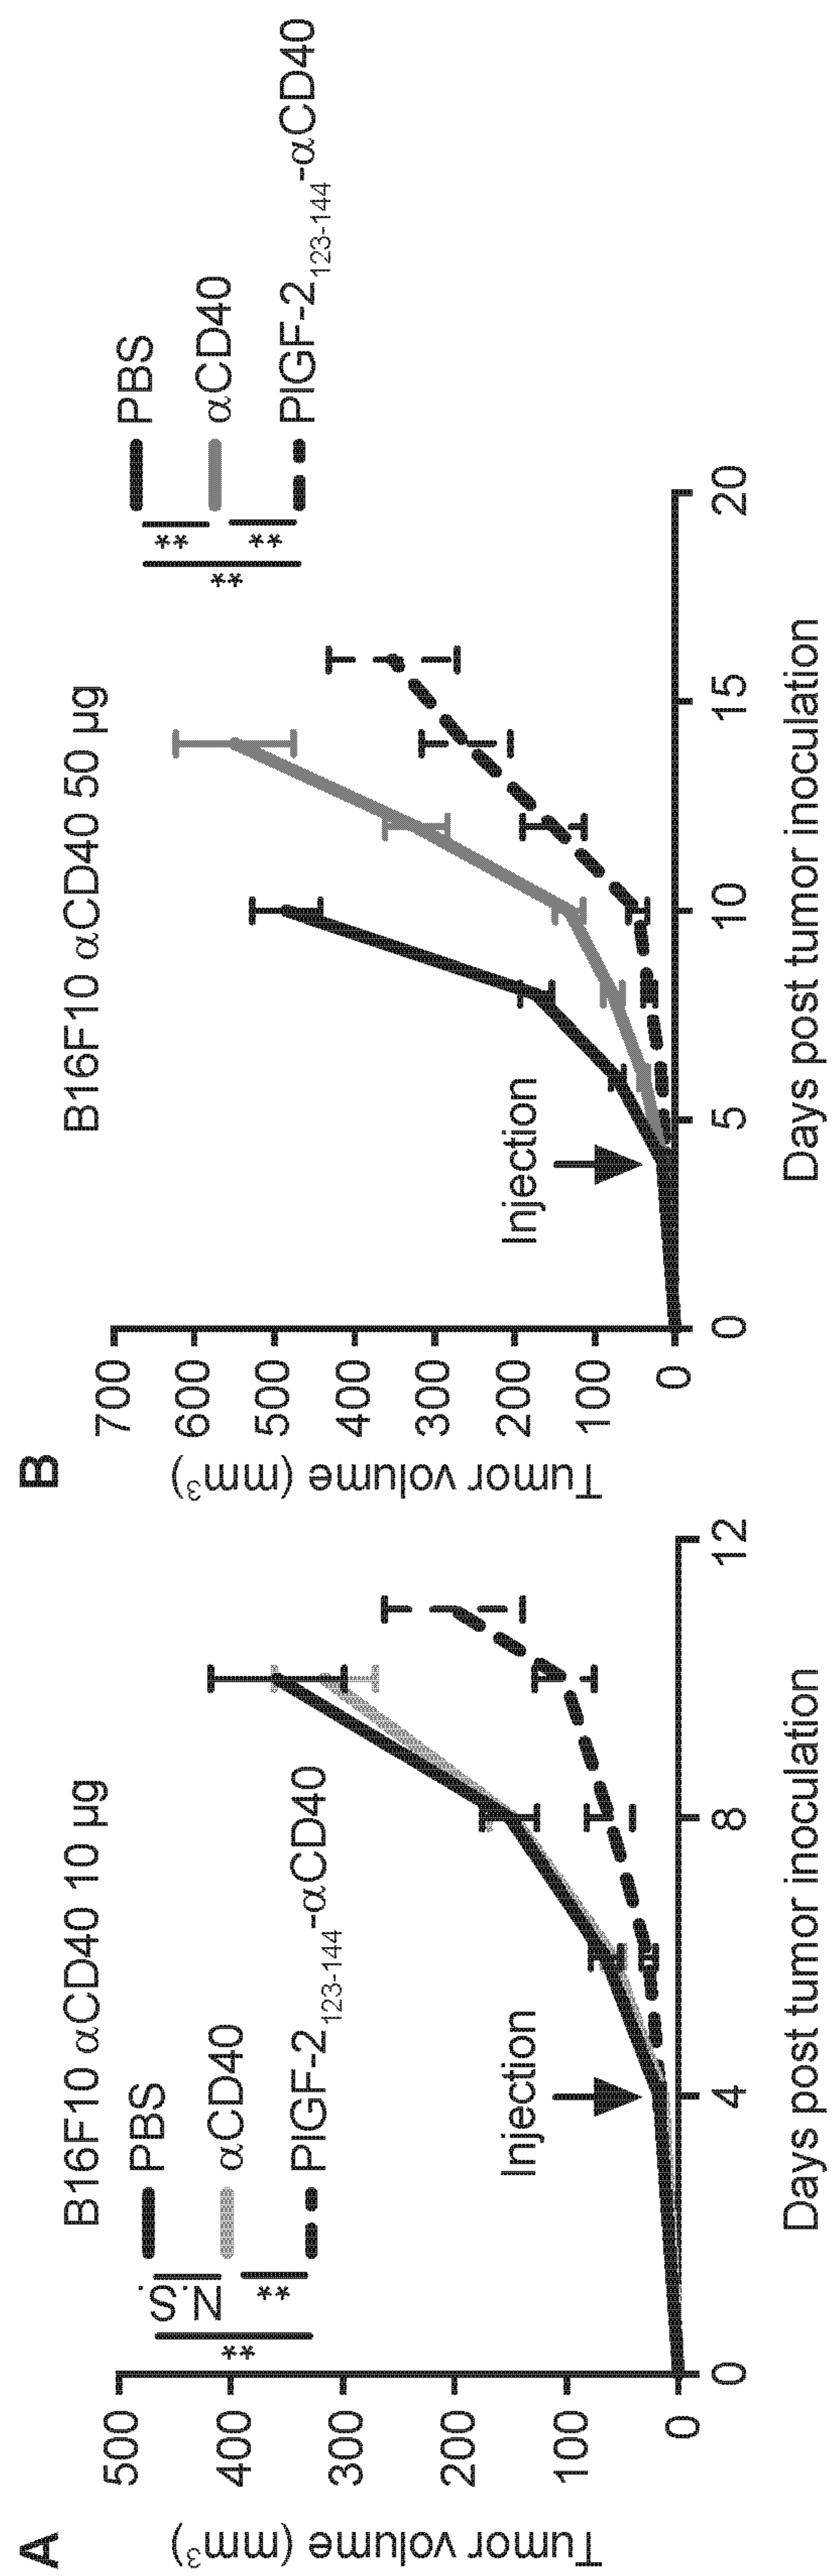 A
B16F10 αCD40 10 µg
N.S.
**
**
PBS
αCD40
PlGF-2123-144-αCD40
Injection
Tumor volume (mm3)
500
400
300
200
100
0
0
4
8
12
Days post tumor inoculation
B
B16F10 αCD40 50 µg
**
**
**
PBS
αCD40
PlGF-2123-144-αCD40
Injection
Tumor volume (mm3)
700
600
500
400
300
200
100
0
0
5
10
15
20
Days post tumor inoculation